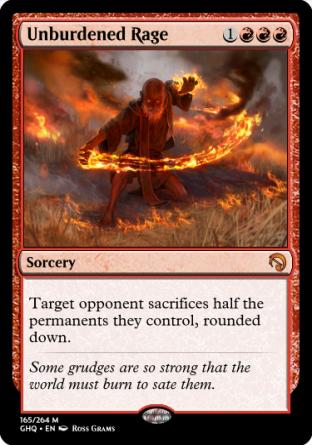 Unburdened Rage 1
Sorcery
Target opponent sacrifices half the
permanents they control, rounded
down.
Some grudges are so strong that the
world must burn to sate them.
165/264 M
GHQ • EN Ross Grams